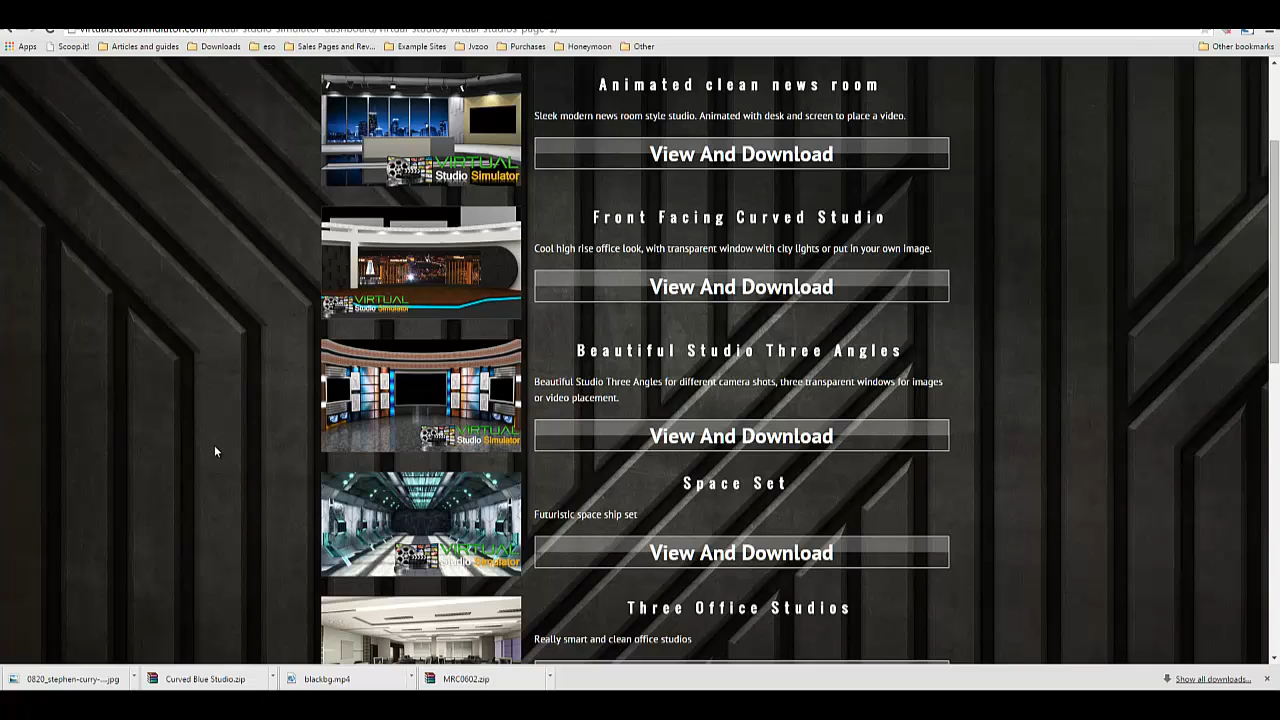 Apps Scoop.it! Articles and guides Downloads eso Sales Pages and Rev... Example Sites Jvzoo Purchases Honeymoon Other Other bookmarks
Animated clean news room
Sleek modern news room style studio. Animated with desk and screen to place a video.
View And Download
VIRTUAL
Studio Simulator
Front Facing Curved Studio
Cool high rise office look, with transparent window with city lights or put in your own image.
View And Download
VIRTUAL
Studio Simulator
Beautiful Studio Three Angles
Beautiful Studio Three Angles for different camera shots, three transparent windows for images
or video placement.
View And Download
VIRTUAL
Studio Simulator
Space Set
Futuristic space ship set
View And Download
VIRTUAL
Studio Simulator
Three Office Studios
Really smart and clean office studios
0820_stephen-curry-....jpg Curved Blue Studio.zip blackbg.mp4 MRC0602.zip Show all downloads...